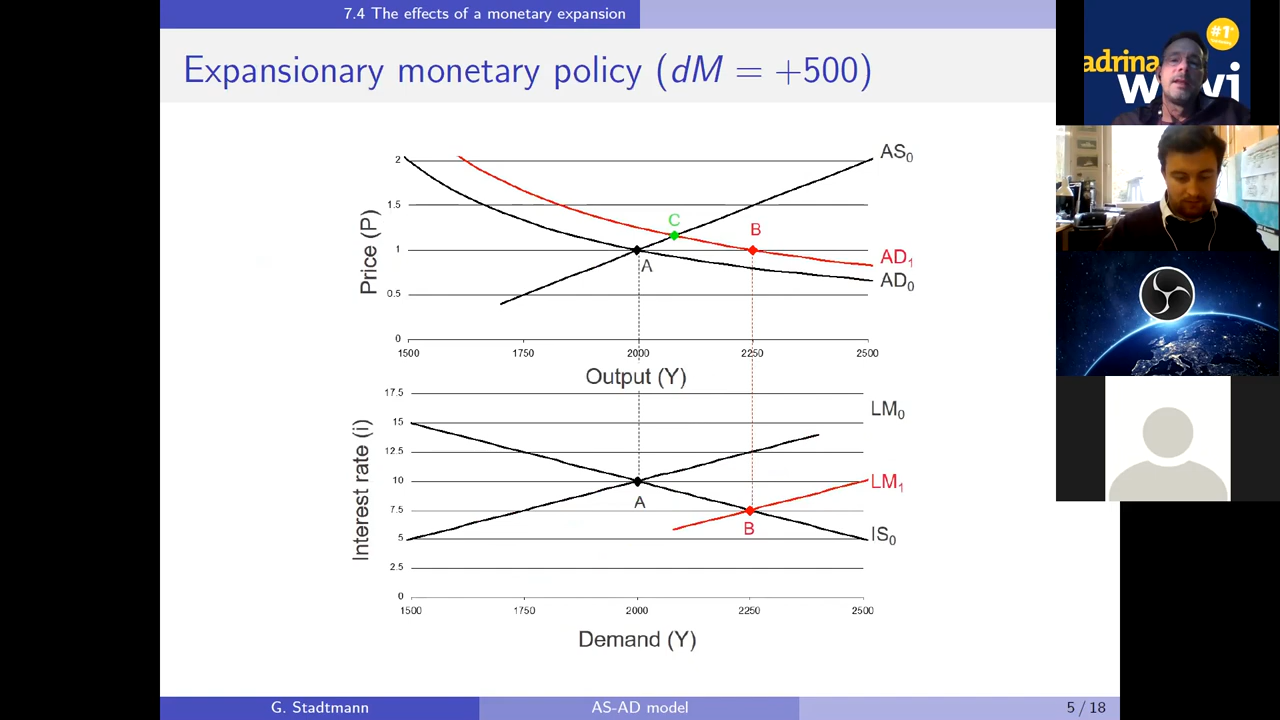 7.4 The effects of a monetary expansion
Expansionary monetary policy (dM = +500)
#1
adrina
wiwi
AS₀
2
1.5
C
B
Price (P)
1
A
AD₁
AD₀
0.5
0
1500 1750 2000 2250 2500
Output (Y)
17.5
LM₀
15
12.5
Interest rate (i)
10
A
LM₁
7.5
B
5
IS₀
2.5
0
1500 1750 2000 2250 2500
Demand (Y)
G. Stadtmann AS-AD model 5 / 18